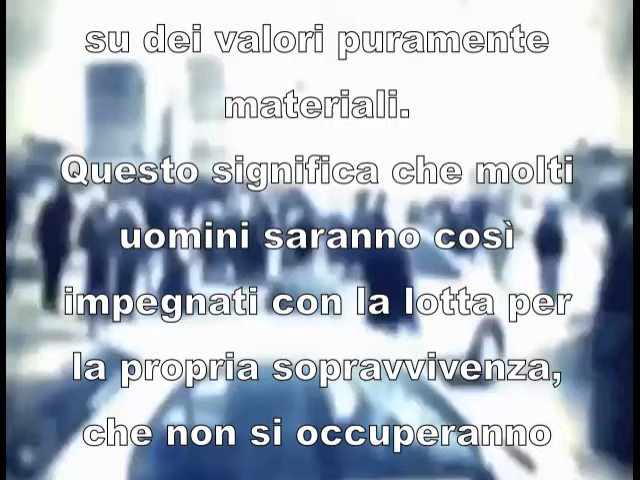 su dei valori puramente
materiali.
Questo significa che molti
uomini saranno così
impegnati con la lotta per
la propria sopravvivenza,
che non si occuperanno